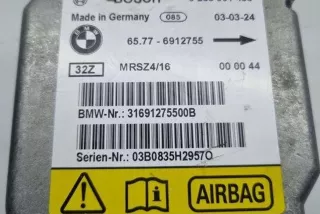 Made in Germany 085 03-03-24
65.77 - 6912755
32Z MRSZ4/16 00 00 44
BMW-Nr.: 31691275500B
Serien-Nr.: 03B0835H2957O
AIRBAG